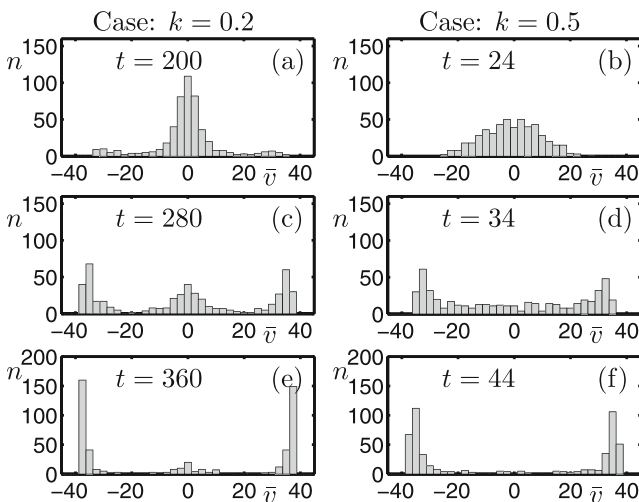 Case: k = 0.2
Case: k = 0.5
150
n
100
50
0
t = 200
(a)
−40 −20 0 20 v̄ 40
150
n
100
50
0
t = 24
(b)
−40 −20 0 20 v̄ 40
150
n
100
50
0
t = 280
(c)
−40 −20 0 20 v̄ 40
150
n
100
50
0
t = 34
(d)
−40 −20 0 20 v̄ 40
200
n
150
100
50
0
t = 360
(e)
−40 −20 0 20 v̄ 40
200
n
150
100
50
0
t = 44
(f)
−40 −20 0 20 v̄ 40